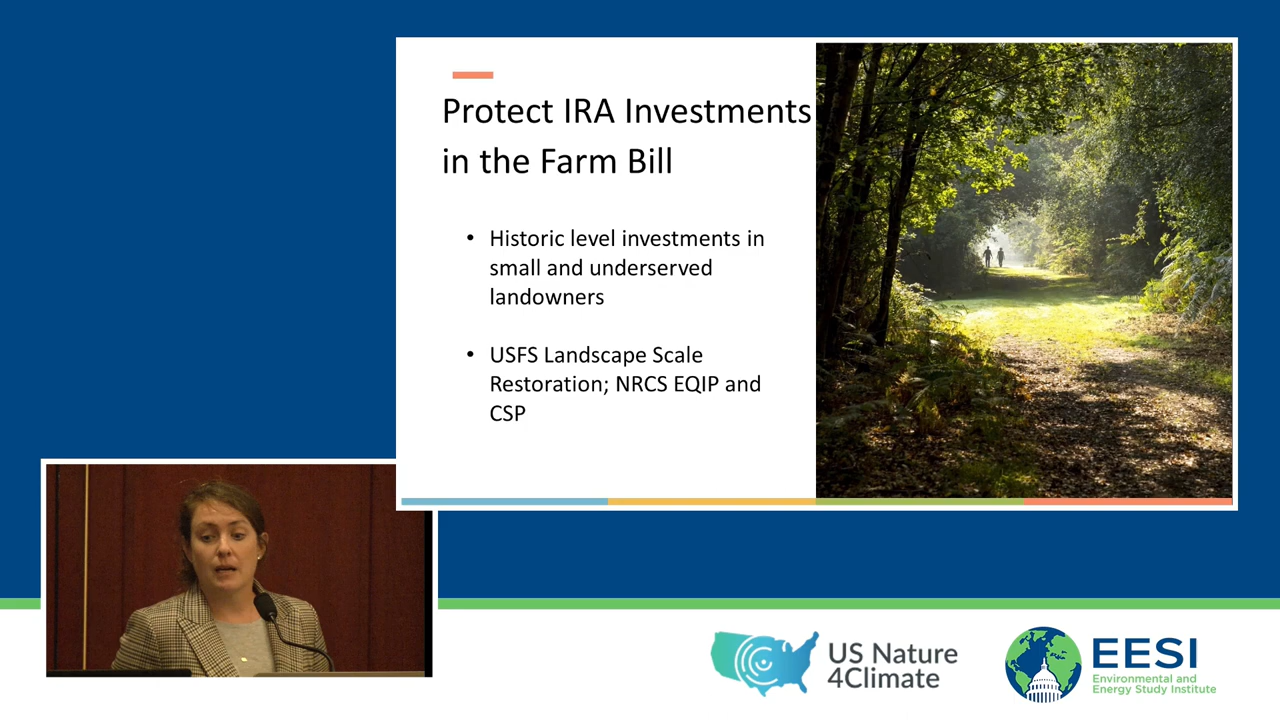 Protect IRA Investments
in the Farm Bill
• Historic level investments in
small and underserved
landowners
• USFS Landscape Scale
Restoration; NRCS EQIP and
CSP
US Nature
4Climate
EESI
Environmental and
Energy Study Institute